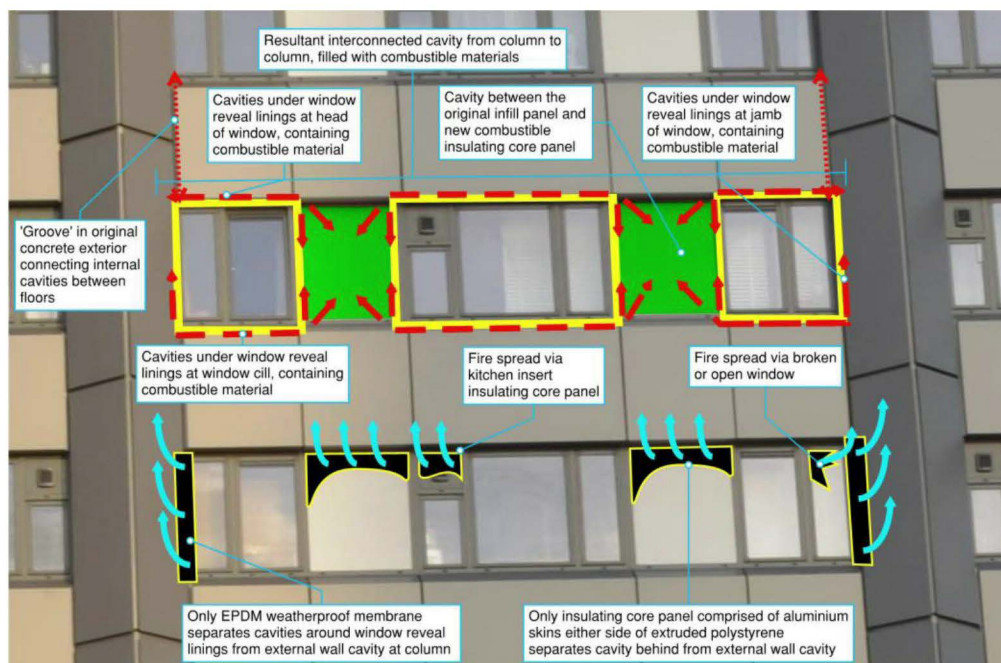 Resultant interconnected cavity from column to
column, filled with combustible materials
Cavities under window
reveal linings at head
of window, containing
combustible material
Cavity between the
original infill panel and
new combustible
insulating core panel
Cavities under window
reveal linings at jamb
of window, containing
combustible material
'Groove' in original
concrete exterior
connecting internal
cavities between
floors
Cavities under window reveal
linings at window cill, containing
combustible material
Fire spread via
kitchen insert
insulating core panel
Fire spread via broken
or open window
Only EPDM weatherproof membrane
separates cavities around window reveal
linings from external wall cavity at column
Only insulating core panel comprised of aluminium
skins either side of extruded polystyrene
separates cavity behind from external wall cavity